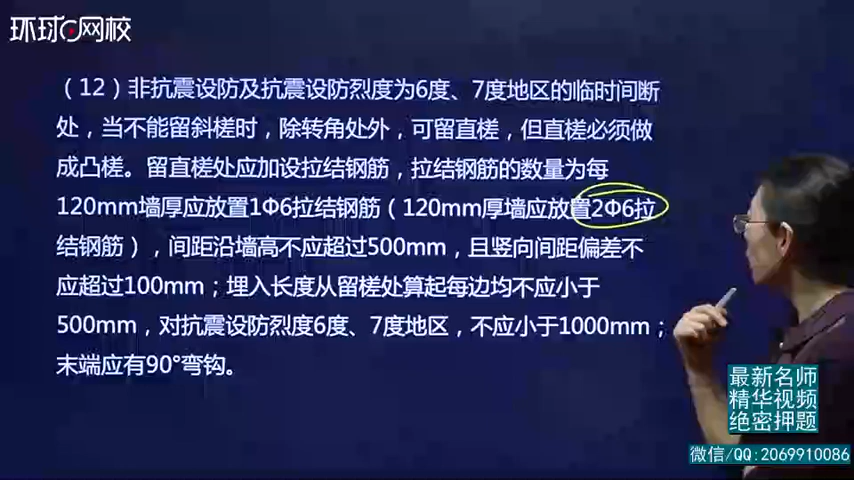 环球网校
（12）非抗震设防及抗震设防烈度为6度、7度地区的临时间断
处，当不能留斜槎时，除转角处外，可留直槎，但直槎必须做
成凸槎。留直槎处应加设拉结钢筋，拉结钢筋的数量为每
120mm墙厚应放置1Φ6拉结钢筋（120mm厚墙应放置2Φ6拉
结钢筋），间距沿墙高不应超过500mm，且竖向间距偏差不
应超过100mm；埋入长度从留槎处算起每边均不应小于
500mm，对抗震设防烈度6度、7度地区，不应小于1000mm；
末端应有90°弯钩。
最新名师
精华视频
绝密押题
微信/QQ:2069910086